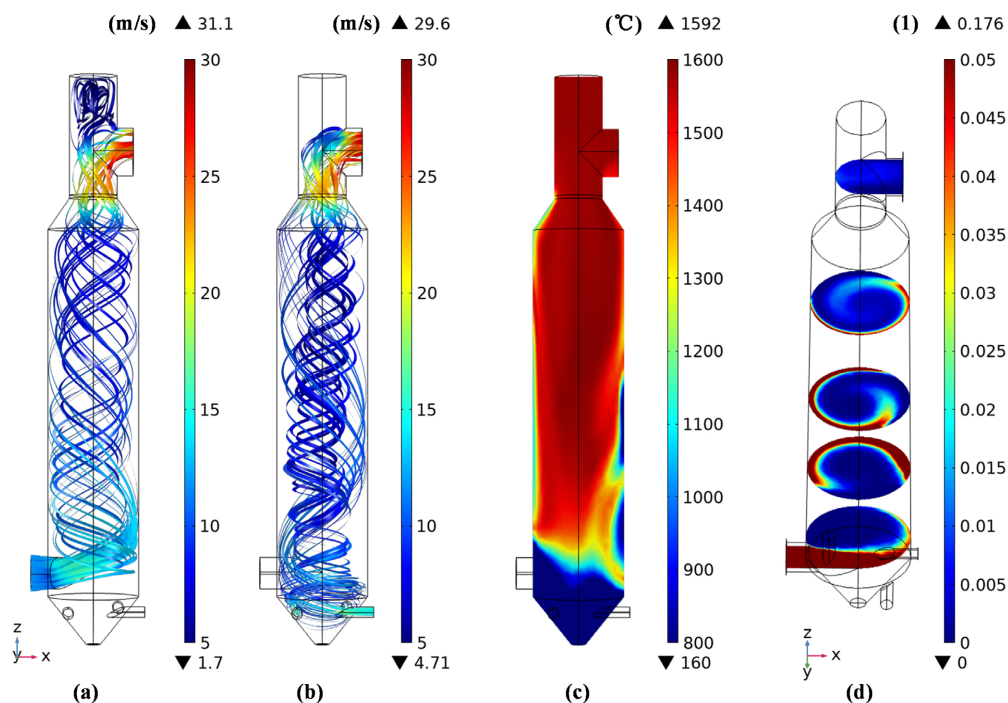 (m/s) ▲ 31.1
30
25
20
15
10
5
▼ 1.7
z
y x
(a)
(m/s) ▲ 29.6
30
25
20
15
10
5
▼ 4.71
(b)
(℃) ▲ 1592
1600
1500
1400
1300
1200
1100
1000
900
800
▼ 160
(c)
(1) ▲ 0.176
0.05
0.045
0.04
0.035
0.03
0.025
0.02
0.015
0.01
0.005
0
▼ 0
z
x
y
(d)